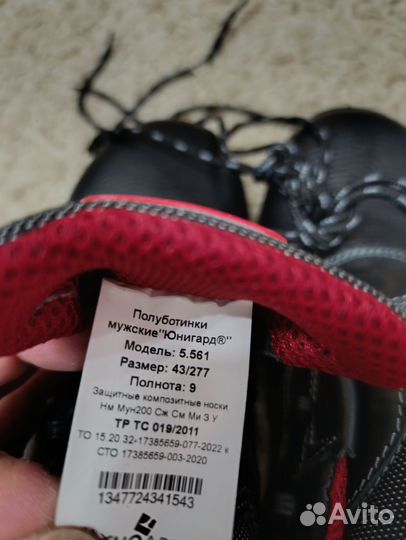 Полуботинки
мужские"Юнигард®"
Модель: 5.561
Размер: 43/277
Полнота: 9
Защитные композитные носки
Нм Мун200 Сж См Ми З У
ТР ТС 019/2011
ТО 15.20.32-17385659-077-2022 к
СТО 17385659-003-2020
1347724341543
Avito